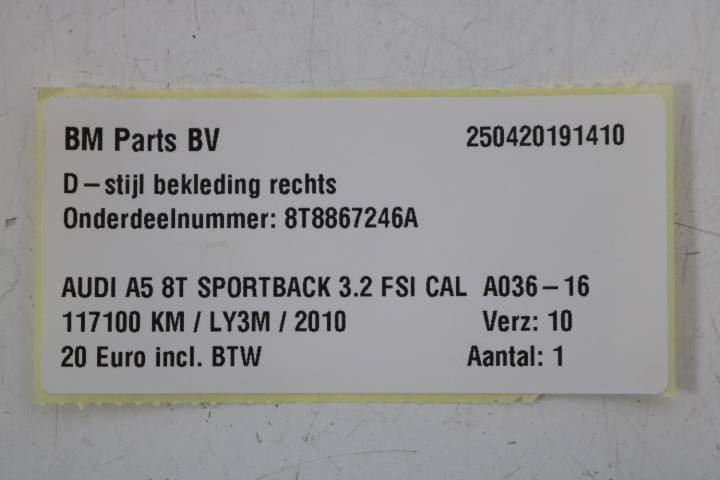 BM Parts BV 250420191410
D-stijl bekleding rechts
Onderdeelnummer: 8T8867246A
AUDI A5 8T SPORTBACK 3.2 FSI CAL A036-16
117100 KM / LY3M / 2010 Verz: 10
20 Euro incl. BTW Aantal: 1